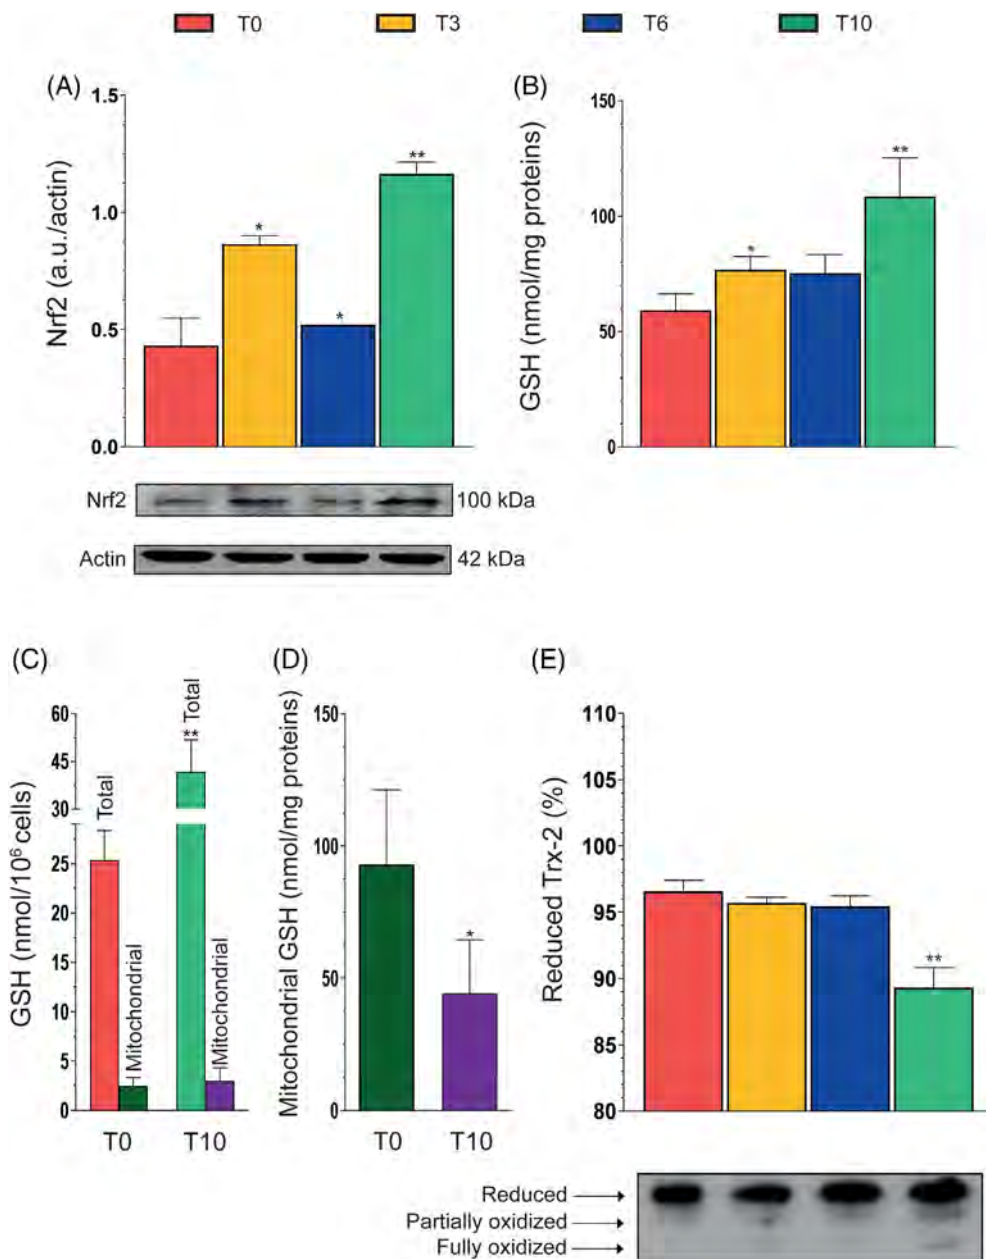 T0 T3 T6 T10
(A)
Nrf2 (a.u./actin)
1.5
1.0
0.5
0.0
*
*
**
Nrf2 100 kDa
Actin 42 kDa
(B)
GSH (nmol/mg proteins)
150
100
50
0
*
**
(C)
GSH (nmol/10⁶ cells)
60
45
30
25
20
15
10
5
0
Total
Mitochondrial
Total
**
Mitochondrial
T0 T10
(D)
Mitochondrial GSH (nmol/mg proteins)
150
100
50
0
*
T0 T10
(E)
Reduced Trx-2 (%)
110
105
100
95
90
85
80
**
Reduced
Partially oxidized
Fully oxidized